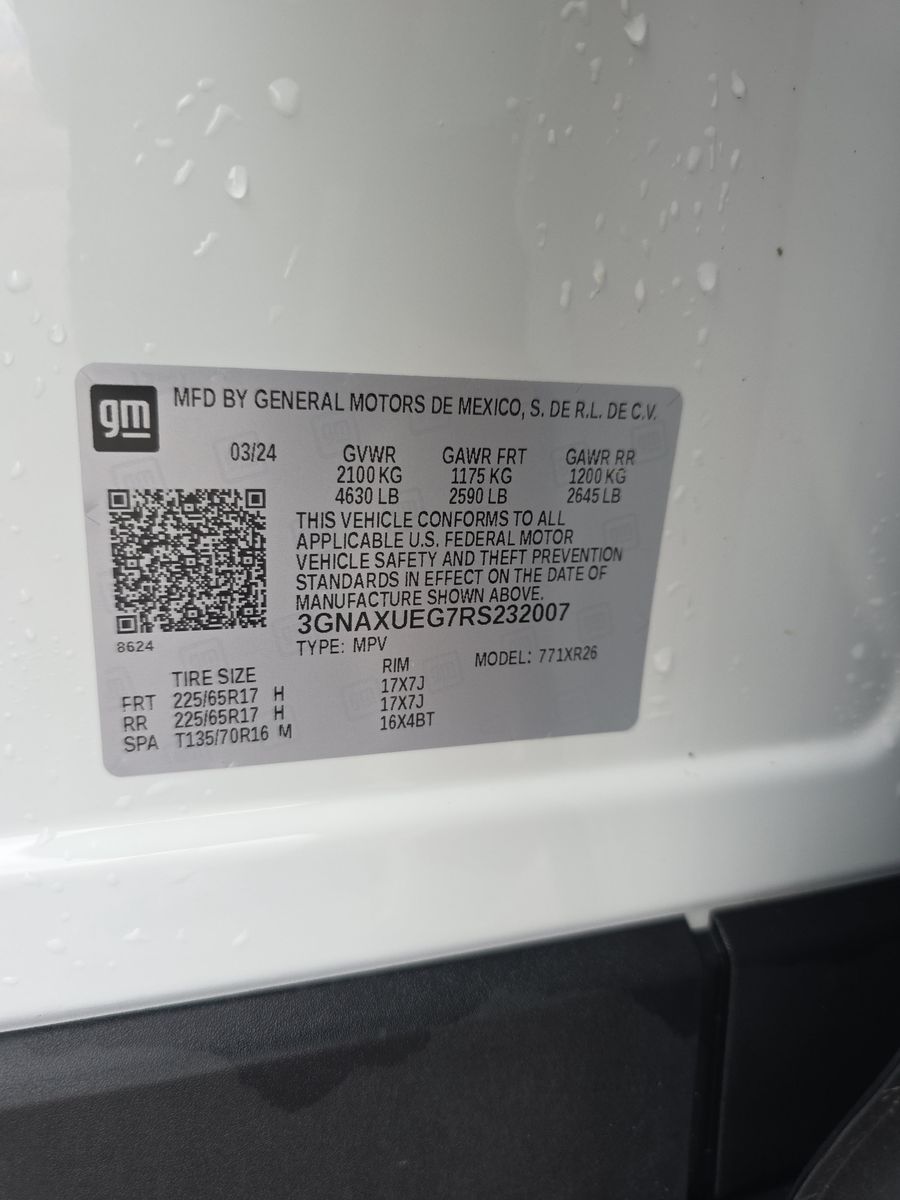 gm
MFD BY GENERAL MOTORS DE MEXICO, S. DE R.L. DE C.V.
03/24 GVWR GAWR FRT GAWR RR
2100 KG 1175 KG 1200 KG
4630 LB 2590 LB 2645 LB
THIS VEHICLE CONFORMS TO ALL
APPLICABLE U.S. FEDERAL MOTOR
VEHICLE SAFETY AND THEFT PREVENTION
STANDARDS IN EFFECT ON THE DATE OF
MANUFACTURE SHOWN ABOVE.
3GNAXUEG7RS232007
8624
TYPE: MPV MODEL: 771XR26
TIRE SIZE RIM
FRT 225/65R17 H 17X7J
RR 225/65R17 H 17X7J
SPA T135/70R16 M 16X4BT